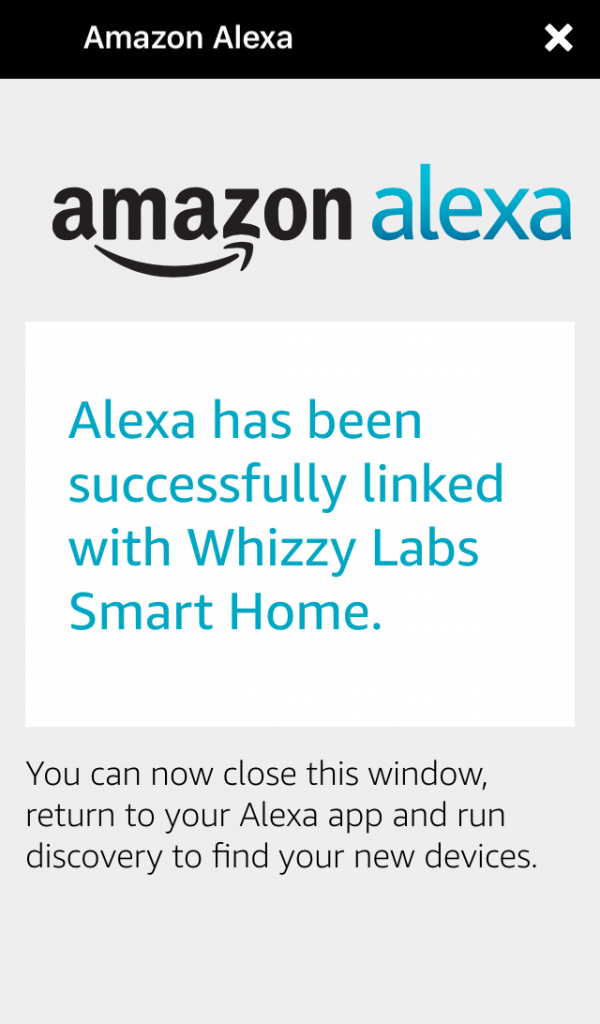 Amazon Alexa
amazon alexa
Alexa has been
successfully linked
with Whizzy Labs
Smart Home.
You can now close this window,
return to your Alexa app and run
discovery to find your new devices.